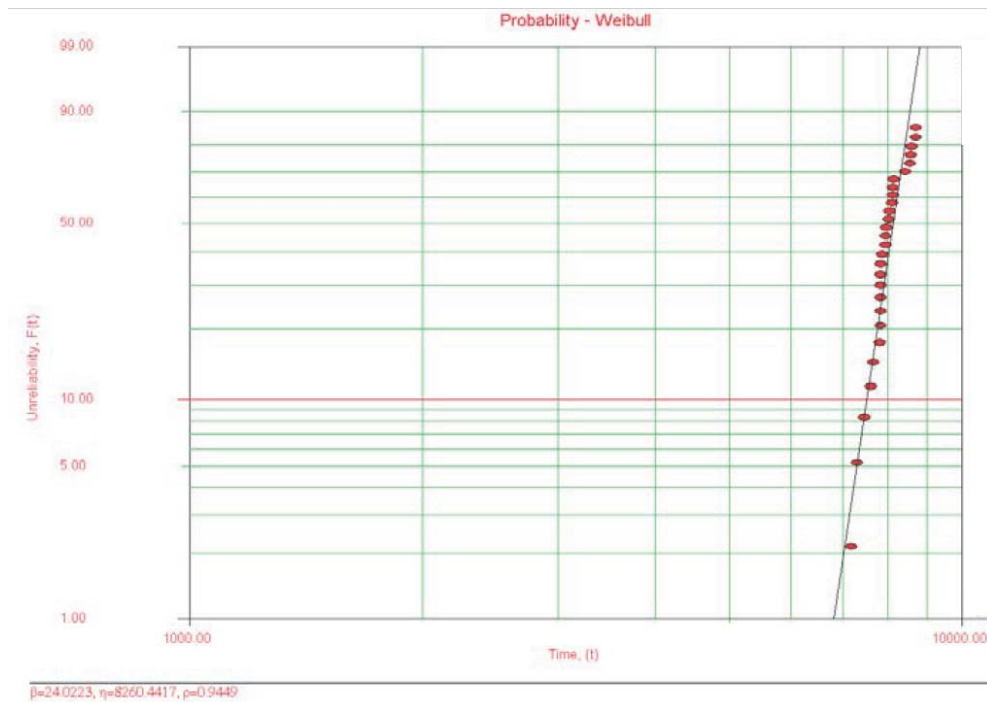 Probability - Weibull
99.00
90.00
50.00
Unreliability, F(t)
10.00
5.00
1.00
1000.00
10000.00
Time, (t)
β=24.0223, η=8260.4417, ρ=0.9449